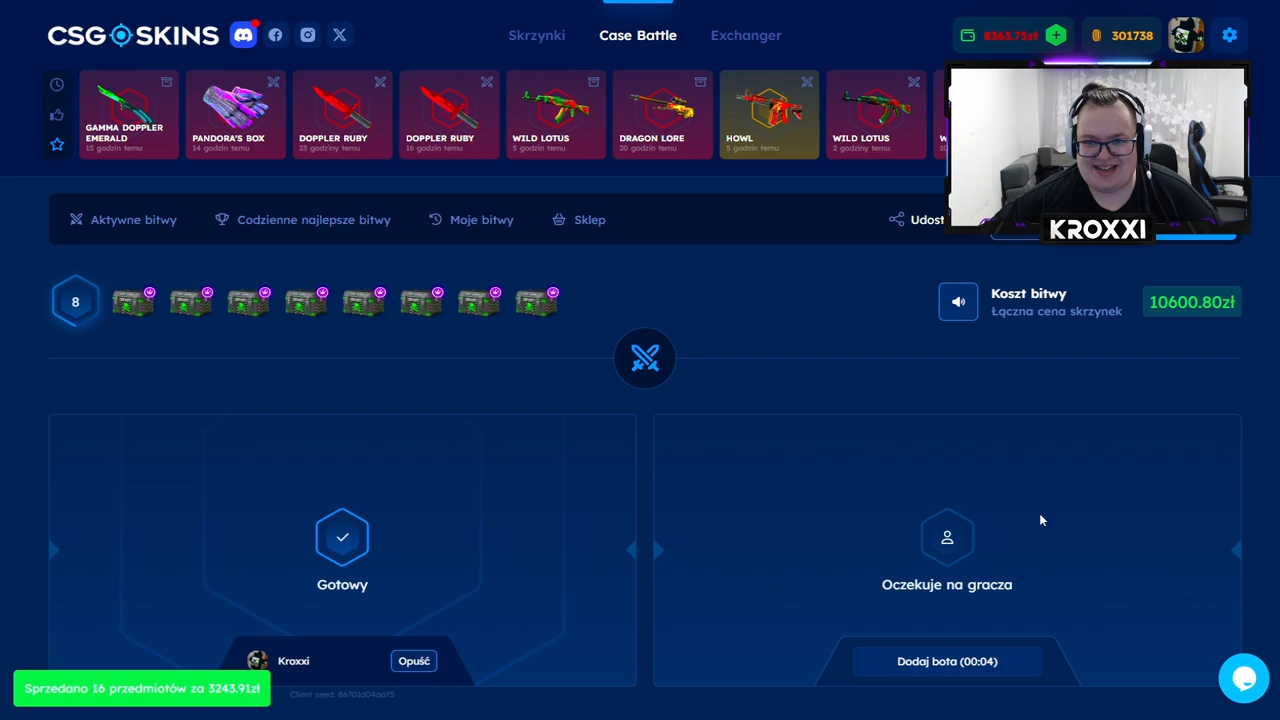 CSG SKINS
Skrzynki
Case Battle
Exchanger
8363.75zł
301738
GAMMA DOPPLER
EMERALD
15 godzin temu
PANDORA'S BOX
14 godzin temu
DOPPLER RUBY
23 godziny temu
DOPPLER RUBY
16 godzin temu
WILD LOTUS
5 godzin temu
DRAGON LORE
20 godzin temu
HOWL
5 godzin temu
WILD LOTUS
2 godziny temu
KROXXI
Aktywne bitwy
Codzienne najlepsze bitwy
Moje bitwy
Sklep
Udost
8
Koszt bitwy
Łączna cena skrzynek
10600.80zł
Gotowy
Oczekuje na gracza
Kroxxi
Opuść
Dodaj bota (00:04)
Sprzedano 16 przedmiotów za 3243.91zł
Client seed: 86701d04aa75